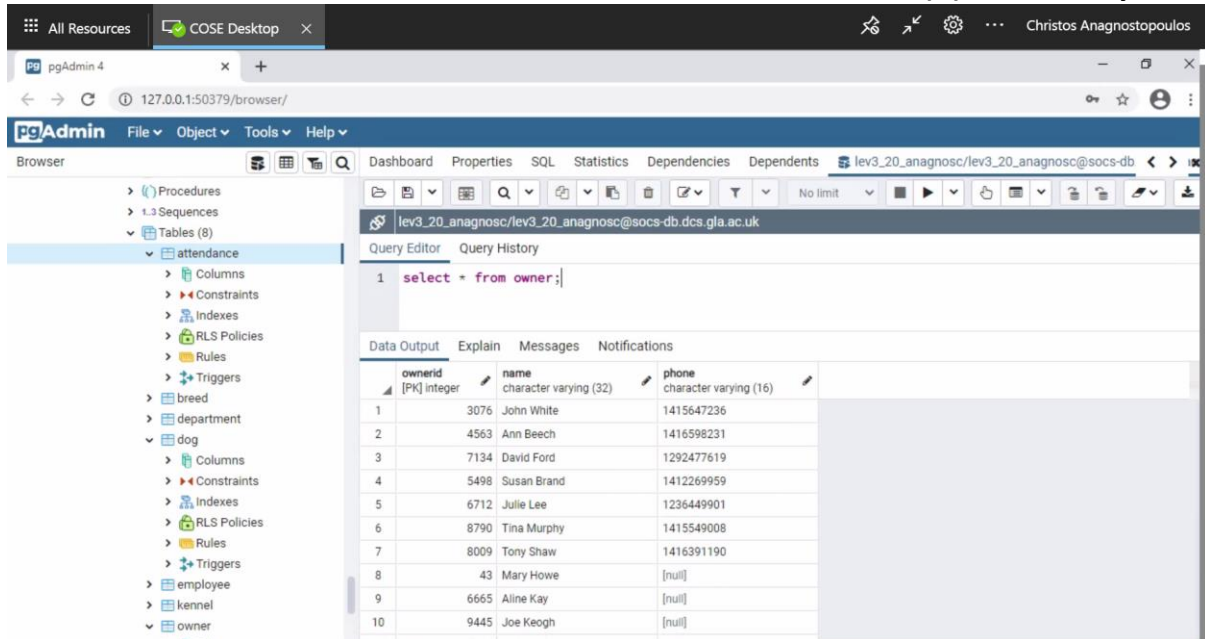 All Resources COSE Desktop × ··· Christos Anagnostopoulos
Pg pgAdmin 4 × +
127.0.0.1:50379/browser/
PgAdmin File Object Tools Help
Browser Dashboard Properties SQL Statistics Dependencies Dependents lev3_20_anagnosc/lev3_20_anagnosc@socs-db
Procedures
1..3 Sequences
Tables (8)
attendance
Columns
Constraints
Indexes
RLS Policies
Rules
Triggers
breed
department
dog
Columns
Constraints
Indexes
RLS Policies
Rules
Triggers
employee
kennel
owner
No limit
lev3_20_anagnosc/lev3_20_anagnosc@socs-db.dcs.gla.ac.uk
Query Editor Query History
1 select * from owner;
Data Output Explain Messages Notifications
ownerid name phone
[PK] integer character varying (32) character varying (16)
1 3076 John White 1415647236
2 4563 Ann Beech 1416598231
3 7134 David Ford 1292477619
4 5498 Susan Brand 1412269959
5 6712 Julie Lee 1236449901
6 8790 Tina Murphy 1415549008
7 8009 Tony Shaw 1416391190
8 43 Mary Howe [null]
9 6665 Aline Kay [null]
10 9445 Joe Keogh [null]